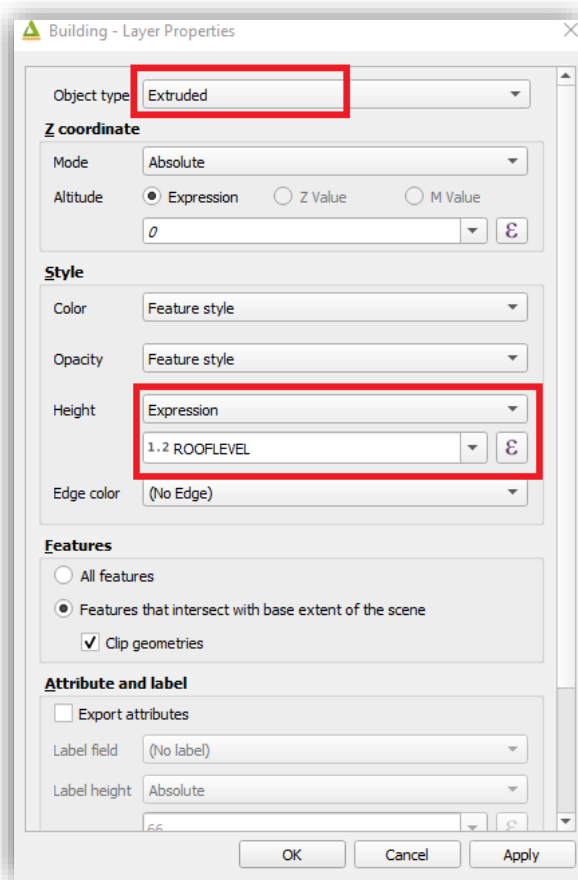 Building - Layer Properties
Object type Extruded
Z coordinate
Mode Absolute
Altitude Expression Z Value M Value
0 ε
Style
Color Feature style
Opacity Feature style
Height Expression
1.2 ROOFLEVEL ε
Edge color (No Edge)
Features
All features
Features that intersect with base extent of the scene
Clip geometries
Attribute and label
Export attributes
Label field (No label)
Label height Absolute
66 ε
OK Cancel Apply